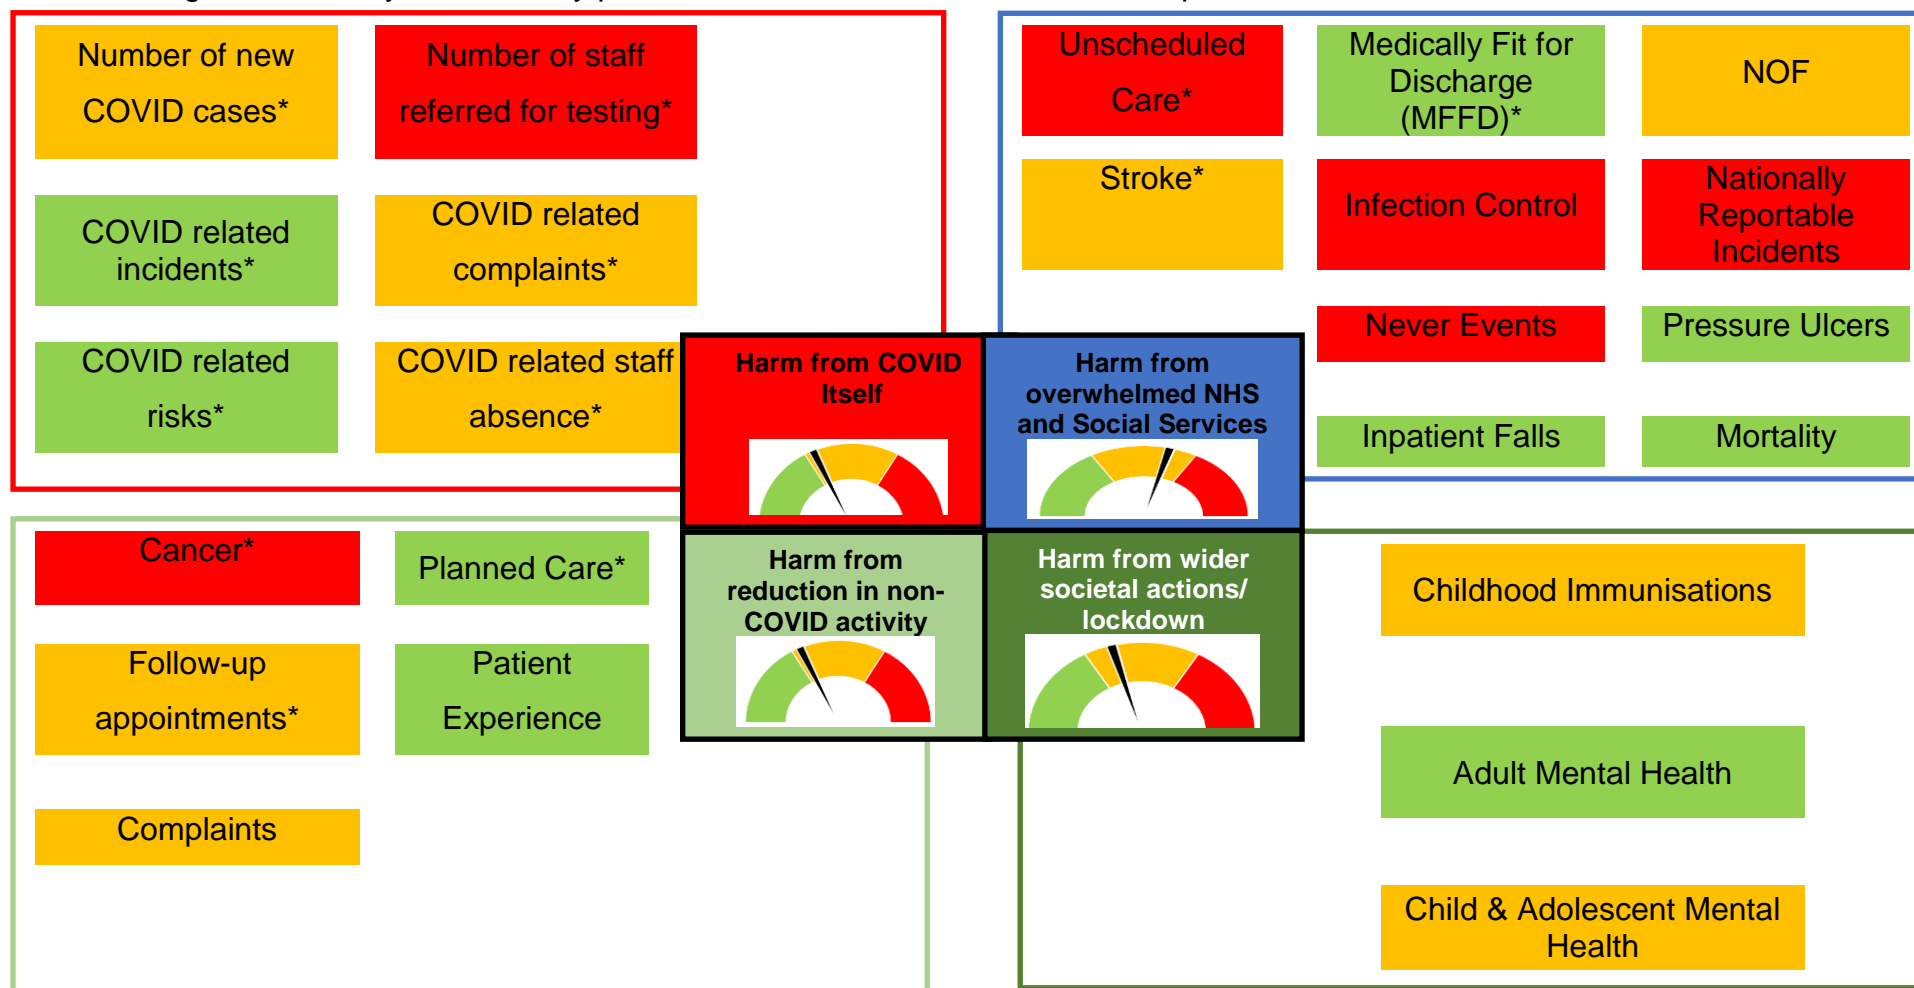 Number of new
COVID cases*
Number of staff
referred for testing*
COVID related
incidents*
COVID related
complaints*
COVID related
risks*
COVID related staff
absence*
Unscheduled
Care*
Medically Fit for
Discharge
(MFFD)*
NOF
Stroke*
Infection Control
Nationally
Reportable
Incidents
Never Events
Pressure Ulcers
Inpatient Falls
Mortality
Harm from COVID
Itself
Harm from
overwhelmed NHS
and Social Services
Harm from
reduction in non-
COVID activity
Harm from wider
societal actions/
lockdown
Cancer*
Planned Care*
Follow-up
appointments*
Patient
Experience
Complaints
Childhood Immunisations
Adult Mental Health
Child & Adolescent Mental
Health